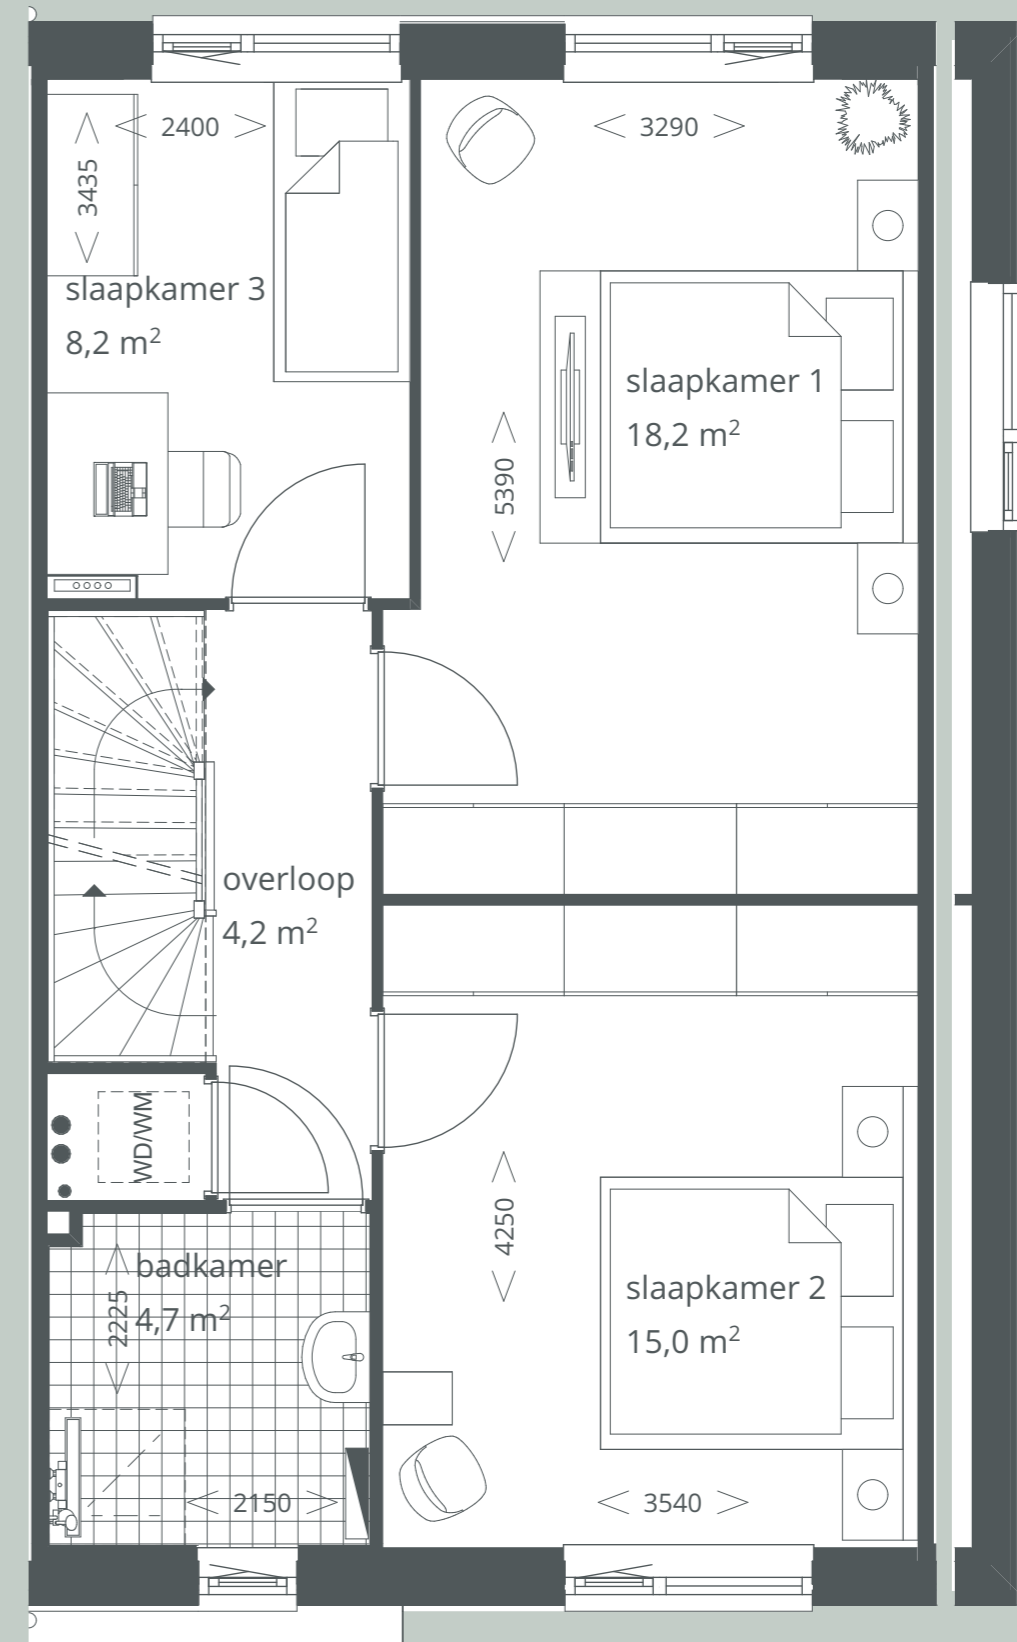 2400
3290
3435
slaapkamer 3
8,2 m²
slaapkamer 1
18,2 m²
5390
overloop
4,2 m²
WD/WM
4250
badkamer
4,7 m²
2225
slaapkamer 2
15,0 m²
2150
3540